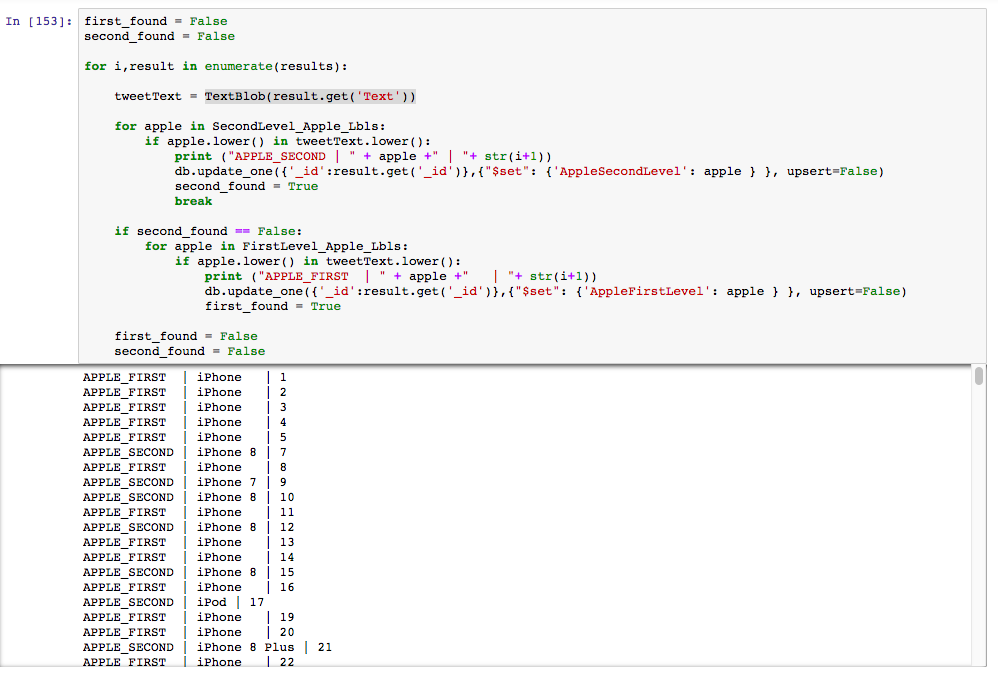 In [153]: first_found = False
second_found = False
for i,result in enumerate(results):
tweetText = TextBlob(result.get('Text'))
for apple in SecondLevel_Apple_Lbls:
if apple.lower() in tweetText.lower():
print ("APPLE_SECOND | " + apple +" | "+ str(i+1))
db.update_one({'_id':result.get('_id')},{"$set": {'AppleSecondLevel': apple } }, upsert=False)
second_found = True
break
if second_found == False:
for apple in FirstLevel_Apple_Lbls:
if apple.lower() in tweetText.lower():
print ("APPLE_FIRST  | " + apple +"   | "+ str(i+1))
db.update_one({'_id':result.get('_id')},{"$set": {'AppleFirstLevel': apple } }, upsert=False)
first_found = True
first_found = False
second_found = False
APPLE_FIRST  | iPhone   | 1
APPLE_FIRST  | iPhone   | 2
APPLE_FIRST  | iPhone   | 3
APPLE_FIRST  | iPhone   | 4
APPLE_FIRST  | iPhone   | 5
APPLE_SECOND | iPhone 8 | 7
APPLE_FIRST  | iPhone   | 8
APPLE_SECOND | iPhone 7 | 9
APPLE_SECOND | iPhone 8 | 10
APPLE_FIRST  | iPhone   | 11
APPLE_SECOND | iPhone 8 | 12
APPLE_FIRST  | iPhone   | 13
APPLE_FIRST  | iPhone   | 14
APPLE_SECOND | iPhone 8 | 15
APPLE_FIRST  | iPhone   | 16
APPLE_SECOND | iPod | 17
APPLE_FIRST  | iPhone   | 19
APPLE_FIRST  | iPhone   | 20
APPLE_SECOND | iPhone 8 Plus | 21
APPLE_FIRST  | iPhone   | 22